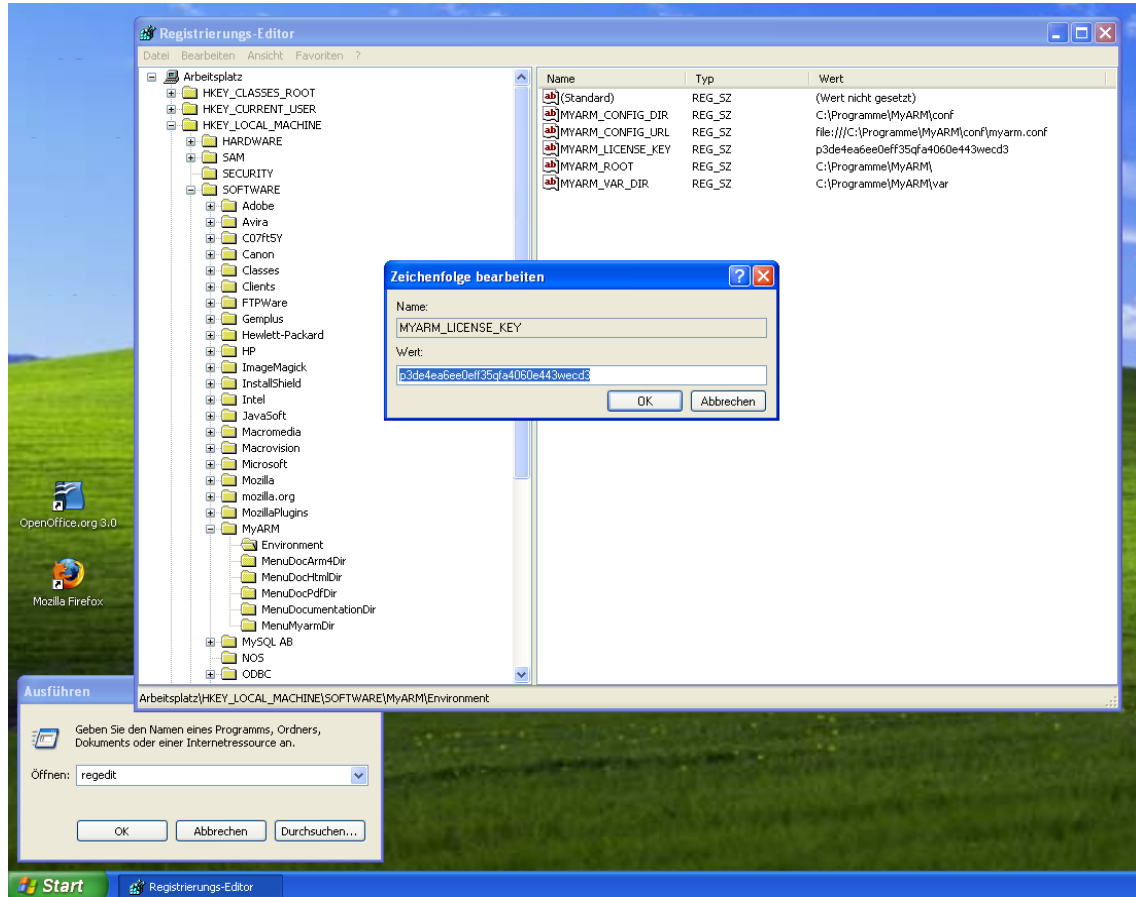 Registrierungs-Editor
Datei Bearbeiten Ansicht Favoriten ?
Arbeitsplatz
HKEY_CLASSES_ROOT
HKEY_CURRENT_USER
HKEY_LOCAL_MACHINE
HARDWARE
SAM
SECURITY
SOFTWARE
Adobe
Avira
C07ft5Y
Canon
Classes
Clients
FTPWare
Gemplus
Hewlett-Packard
HP
ImageMagick
InstallShield
Intel
JavaSoft
Macromedia
Macrovision
Microsoft
Mozilla
mozilla.org
MozillaPlugins
MyARM
Environment
MenuDocArm4Dir
MenuDocHtmlDir
MenuDocPdfDir
MenuDocumentationDir
MenuMyarmDir
MySQL AB
NOS
ODBC
Name Typ Wert
(Standard) REG_SZ (Wert nicht gesetzt)
MYARM_CONFIG_DIR REG_SZ C:\Programme\MyARM\conf
MYARM_CONFIG_URL REG_SZ file:///C:\Programme\MyARM\conf\myarm.conf
MYARM_LICENSE_KEY REG_SZ p3de4ea6ee0eff35qfa4060e443wecd3
MYARM_ROOT REG_SZ C:\Programme\MyARM\
MYARM_VAR_DIR REG_SZ C:\Programme\MyARM\var
Zeichenfolge bearbeiten
Name:
MYARM_LICENSE_KEY
Wert:
p3de4ea6ee0eff35qfa4060e443wecd3
OK Abbrechen
Arbeitsplatz\HKEY_LOCAL_MACHINE\SOFTWARE\MyARM\Environment
OpenOffice.org 3.0
Mozilla Firefox
Ausführen
Geben Sie den Namen eines Programms, Ordners,
Dokuments oder einer Internetressource an.
Öffnen: regedit
OK Abbrechen Durchsuchen...
Start Registrierungs-Editor